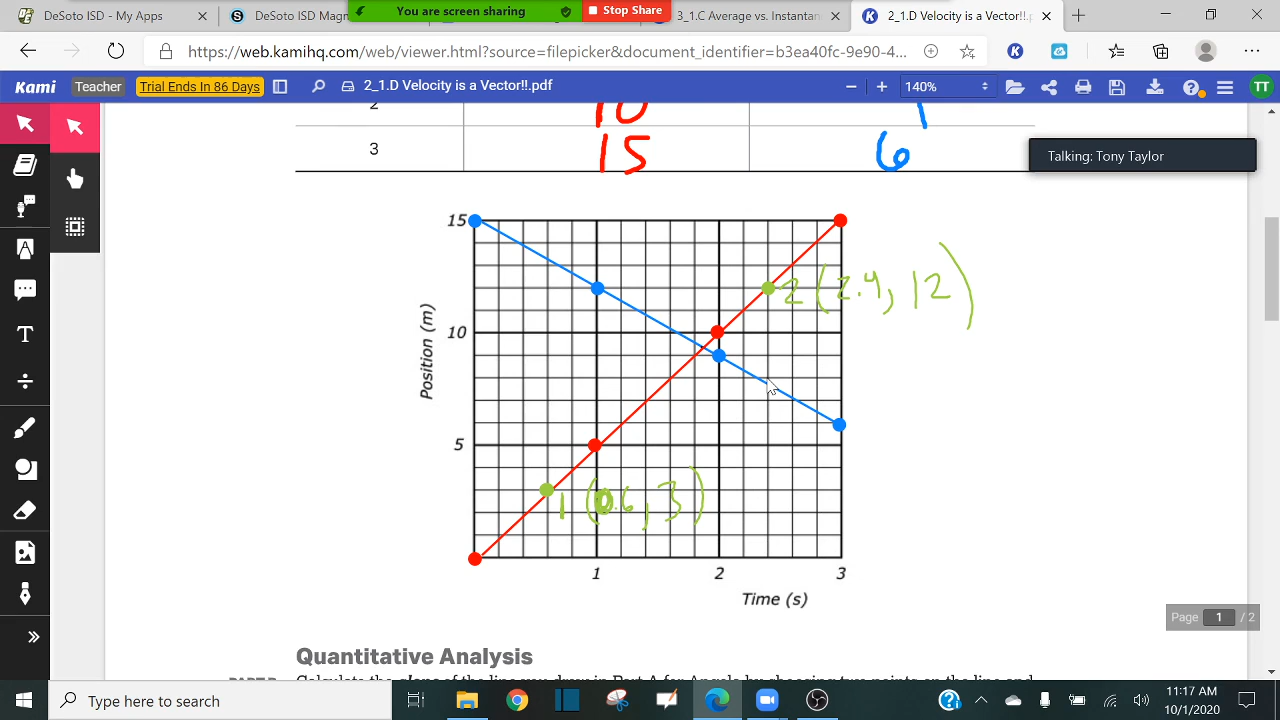 DeSoto ISD
S DeSoto ISD Magn
You are screen sharing
Stop Share
3_1.C Average vs. Instantan
K 2_1.D Velocity is a Vector!!.
https://web.kamihq.com/web/viewer.html?source=filepicker&document_identifier=b3ea40fc-9e90-4...
Kami Teacher Trial Ends In 86 Days 2_1.D Velocity is a Vector!!.pdf 140% TT
2 10
3 15 6
Talking: Tony Taylor
15
2 (2.4, 12)
10
Position (m)
5
1 (0.6, 3)
1 2 3
Time (s)
Page 1 / 2
Quantitative Analysis
Type here to search
11:17 AM
10/1/2020